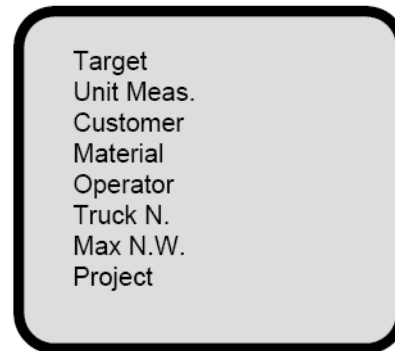 Target
Unit Meas.
Customer
Material
Operator
Truck N.
Max N.W.
Project